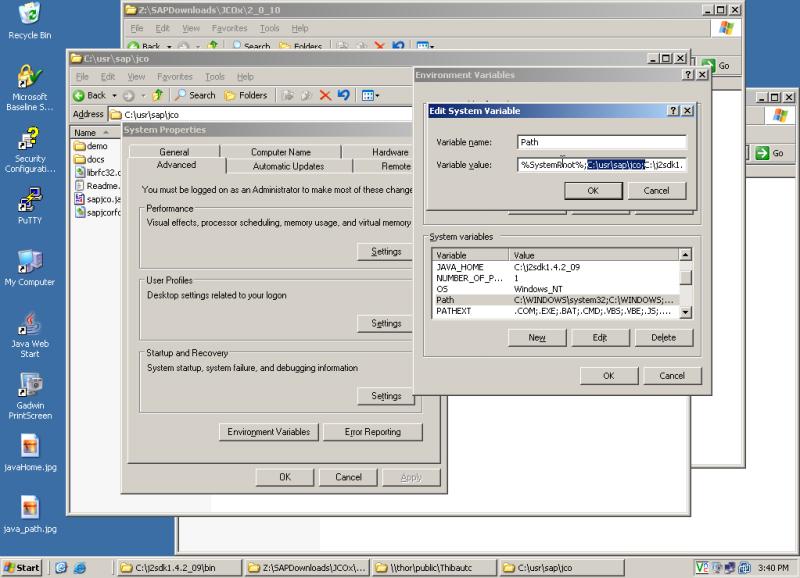 Recycle Bin
Microsoft
Baseline S...
Security
Configurati...
PuTTY
My Computer
Java Web
Start
Gadwin
PrintScreen
javaHome.jpg
java_path.jpg
Z:\SAPDownloads\JCOx\2_0_10
File Edit View Favorites Tools Help
Back Search Folders
Go
Go
C:\usr\sap\jco
File Edit View Favorites Tools Help
Back Search Folders
Address C:\usr\sap\jco
Name
demo
docs
librfc32.
Readme.
sapjco.ja
sapjcorfc
System Properties
General Computer Name Hardware
Advanced Automatic Updates Remote
You must be logged on as an Administrator to make most of these change
Performance
Visual effects, processor scheduling, memory usage, and virtual memory
Settings
User Profiles
Desktop settings related to your logon
Settings
Startup and Recovery
System startup, system failure, and debugging information
Settings
Environment Variables Error Reporting
OK Cancel Apply
Environment Variables
Edit System Variable
Variable name: Path
Variable value: %SystemRoot%;C:\usr\sap\jco;C:\j2sdk1.
OK Cancel
System variables
Variable Value
JAVA_HOME C:\j2sdk1.4.2_09
NUMBER_OF_P... 1
OS Windows_NT
Path C:\WINDOWS\system32;C:\WINDOWS;...
PATHEXT .COM;.EXE;.BAT;.CMD;.VBS;.VBE;.JS;....
New Edit Delete
OK Cancel
Start C:\j2sdk1.4.2_09\bin Z:\SAPDownloads\JCOx\... \\thor\public\Thibautc C:\usr\sap\jco 3:40 PM